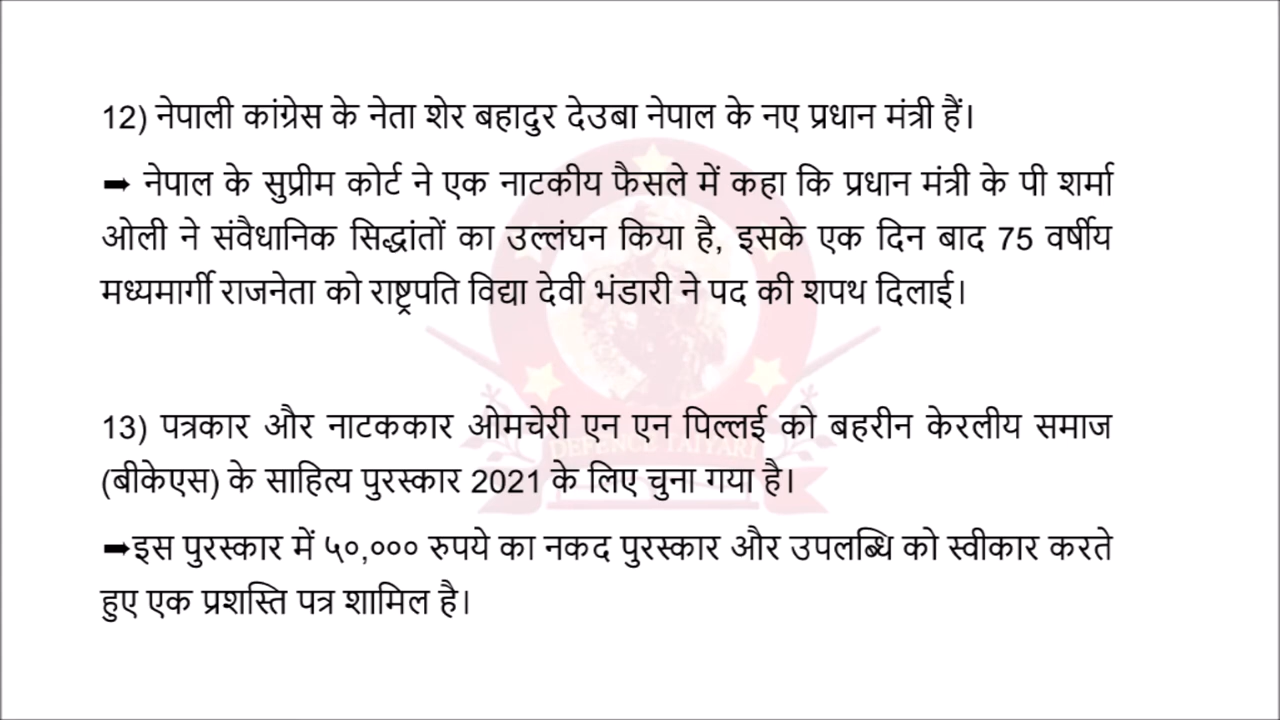 12) नेपाली कांग्रेस के नेता शेर बहादुर देउबा नेपाल के नए प्रधान मंत्री हैं।
➡ नेपाल के सुप्रीम कोर्ट ने एक नाटकीय फैसले में कहा कि प्रधान मंत्री के पी शर्मा
ओली ने संवैधानिक सिद्धांतों का उल्लंघन किया है, इसके एक दिन बाद 75 वर्षीय
मध्यमार्गी राजनेता को राष्ट्रपति विद्या देवी भंडारी ने पद की शपथ दिलाई।
13) पत्रकार और नाटककार ओमचेरी एन एन पिल्लई को बहरीन केरलीय समाज
DEFENCE TAIYARI
(बीकेएस) के साहित्य पुरस्कार 2021 के लिए चुना गया है।
➡इस पुरस्कार में ५०,००० रुपये का नकद पुरस्कार और उपलब्धि को स्वीकार करते
हुए एक प्रशस्ति पत्र शामिल है।